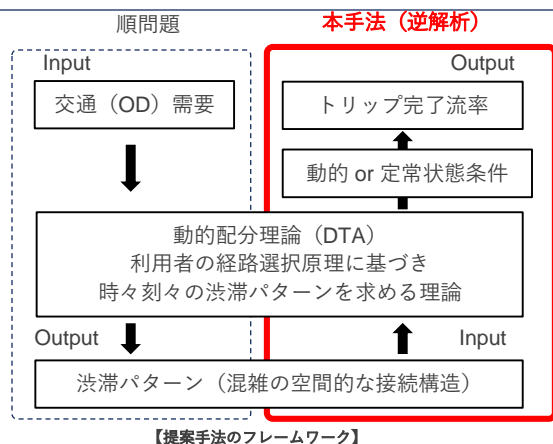 順問題
本手法（逆解析）
Input
Output
交通（OD）需要
トリップ完了流率
動的 or 定常状態条件
動的配分理論（DTA）
利用者の経路選択原理に基づき
時々刻々の渋滞パターンを求める理論
Output
Input
渋滞パターン（混雑の空間的な接続構造）
【提案手法のフレームワーク】